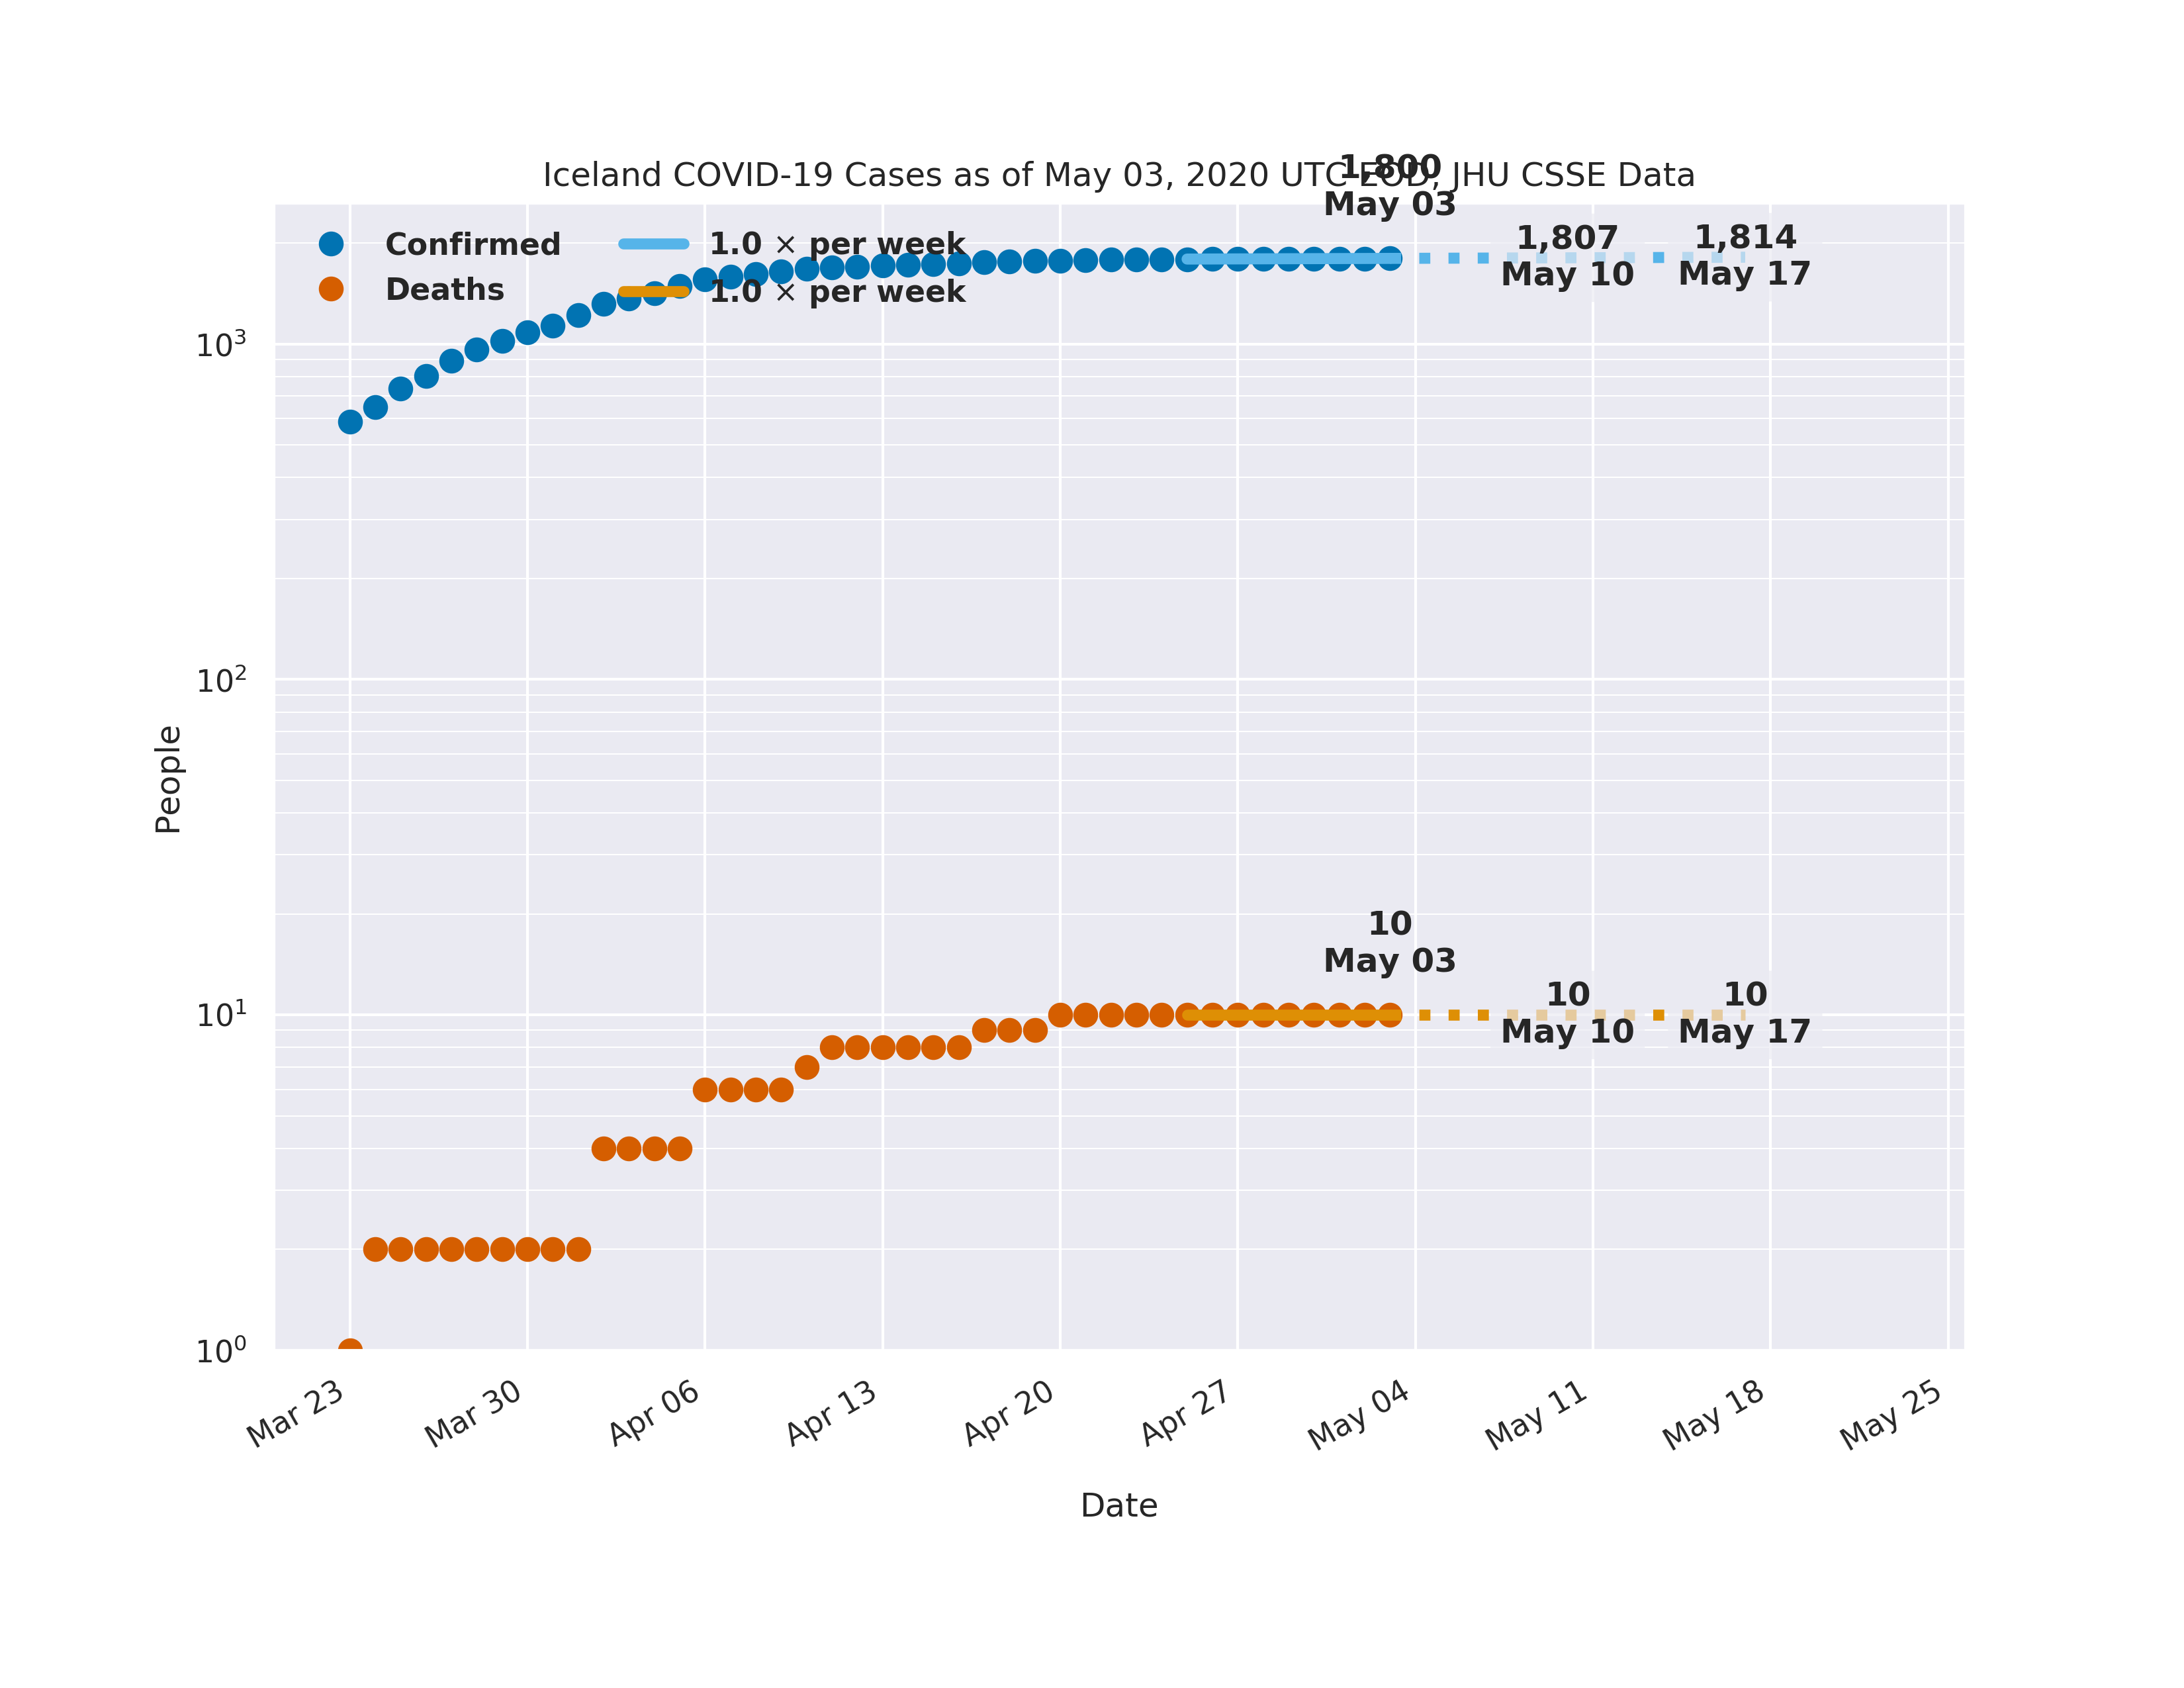 Iceland COVID-19 Cases as of May 03, 2020 UTC EOD, JHU CSSE Data
1,800
May 03
Confirmed
Deaths
1.0 × per week
1.0 × per week
1,807
May 10
1,814
May 17
10
May 03
10
May 10
10
May 17
People
10³
10²
10¹
10⁰
Mar 23
Mar 30
Apr 06
Apr 13
Apr 20
Apr 27
May 04
May 11
May 18
May 25
Date